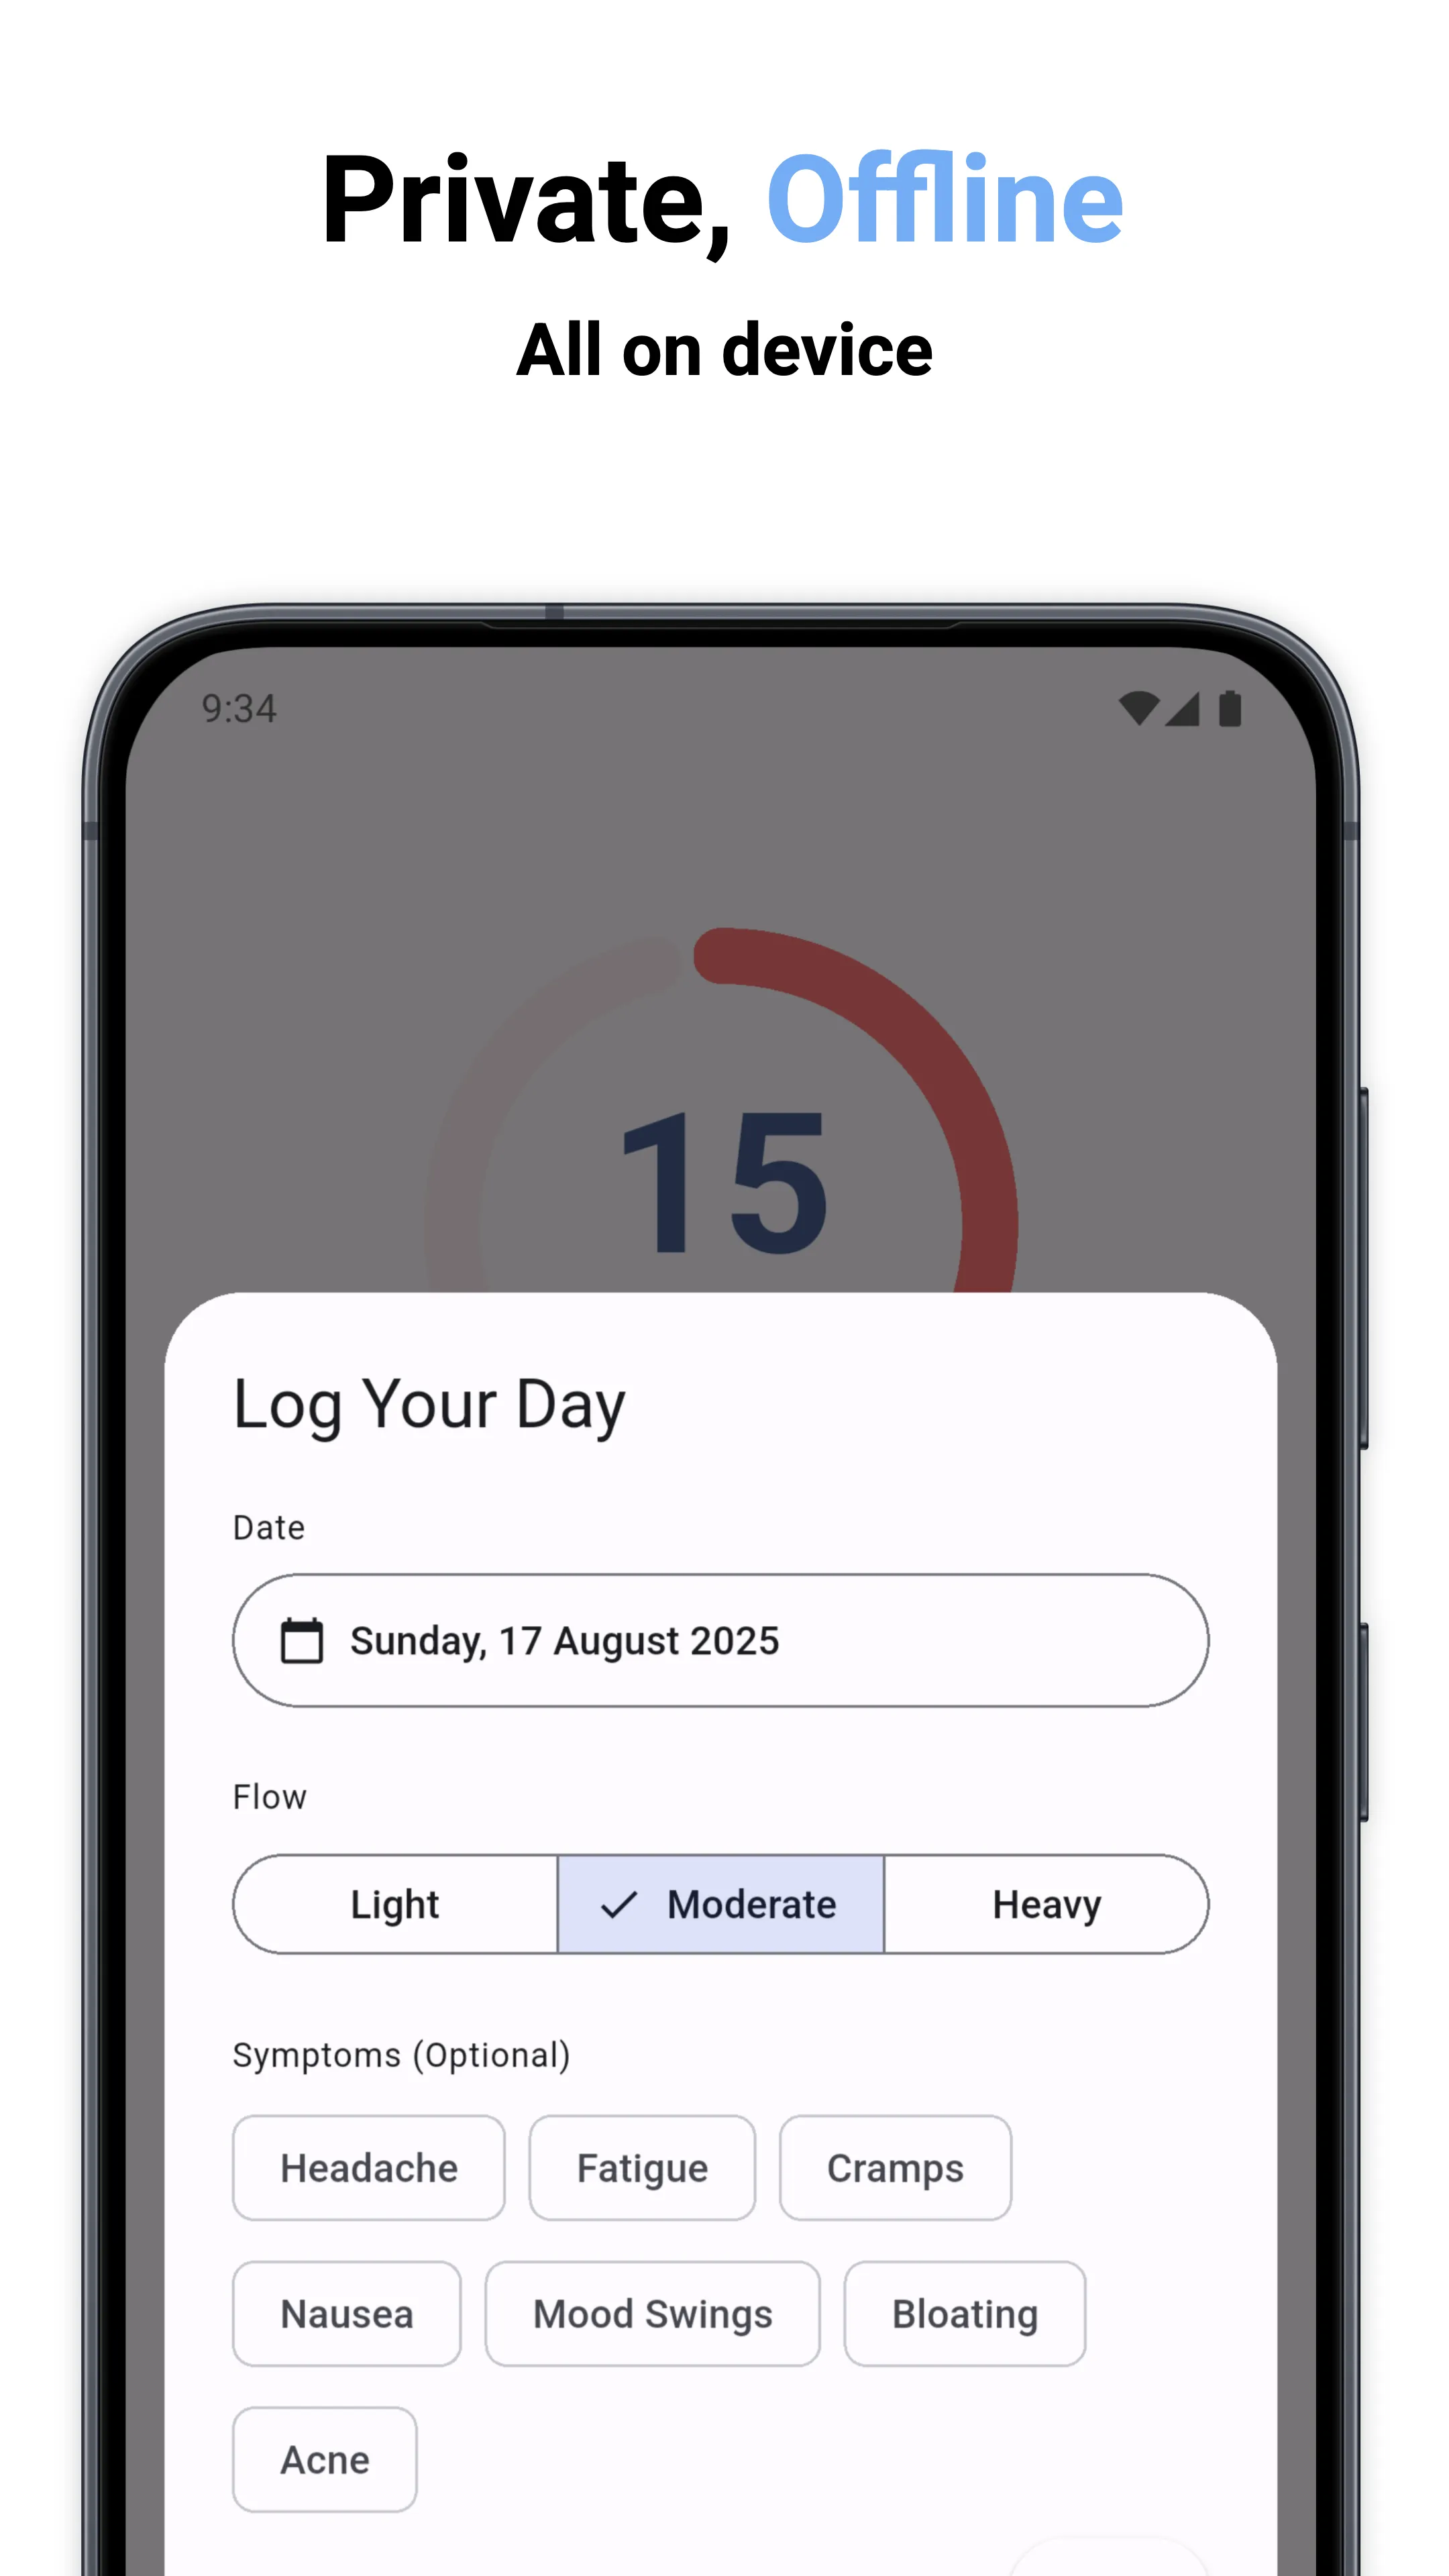 Private, Offline
All on device
9:34
15
Log Your Day
Date
Sunday, 17 August 2025
Flow
Light Moderate Heavy
Symptoms (Optional)
Headache Fatigue Cramps
Nausea Mood Swings Bloating
Acne